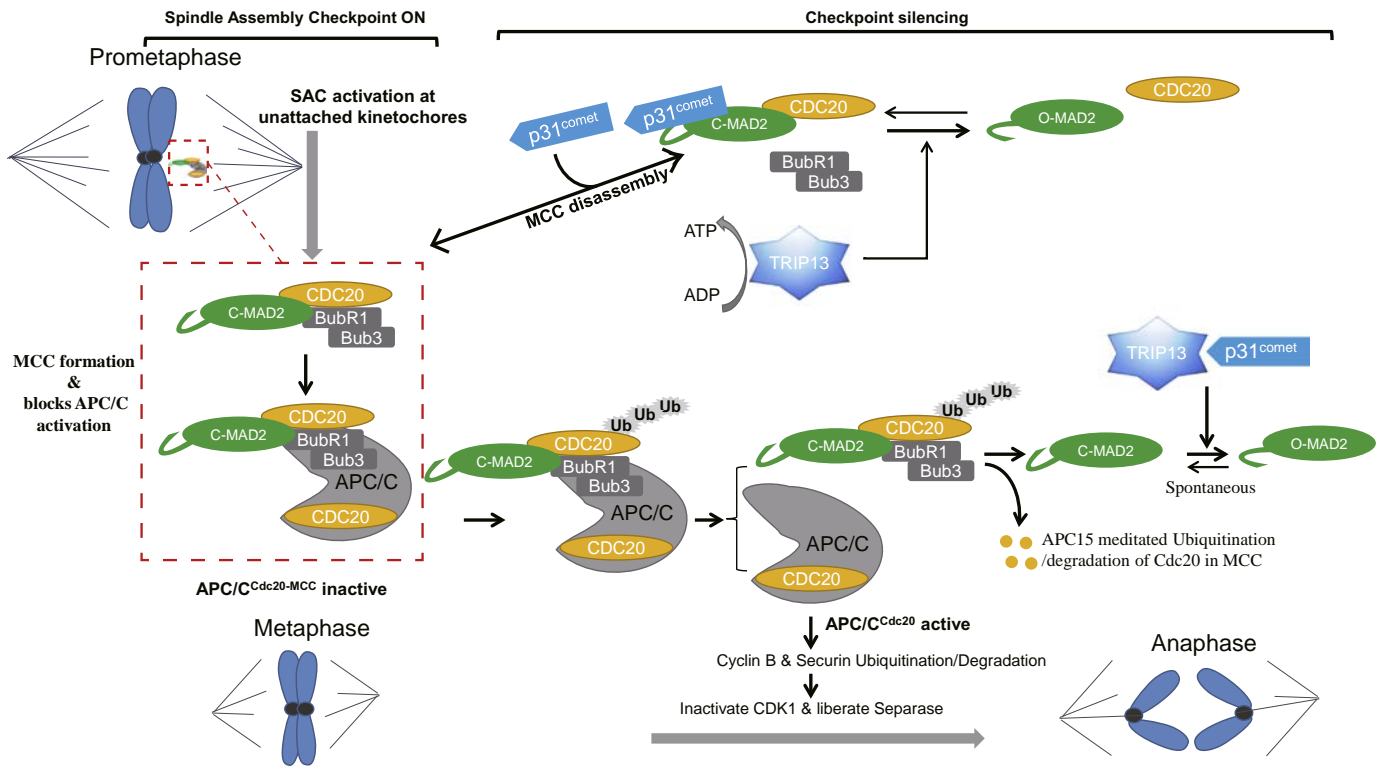 Spindle Assembly Checkpoint ON
Checkpoint silencing
Prometaphase
SAC activation at
unattached kinetochores
p31comet
p31comet
CDC20
C-MAD2
BubR1
Bub3
O-MAD2
CDC20
MCC disassembly
ATP
ADP
TRIP13
CDC20
C-MAD2
BubR1
Bub3
MCC formation
&
blocks APC/C
activation
CDC20
C-MAD2
BubR1
Bub3
APC/C
CDC20
Ub Ub Ub
CDC20
C-MAD2
BubR1
Bub3
APC/C
CDC20
Ub Ub Ub
CDC20
C-MAD2
BubR1
Bub3
APC/C
CDC20
TRIP13
p31comet
C-MAD2
O-MAD2
Spontaneous
APC15 meditated Ubiquitination
/degradation of Cdc20 in MCC
APC/CCdc20-MCC inactive
Metaphase
APC/CCdc20 active
Cyclin B & Securin Ubiquitination/Degradation
Inactivate CDK1 & liberate Separase
Anaphase